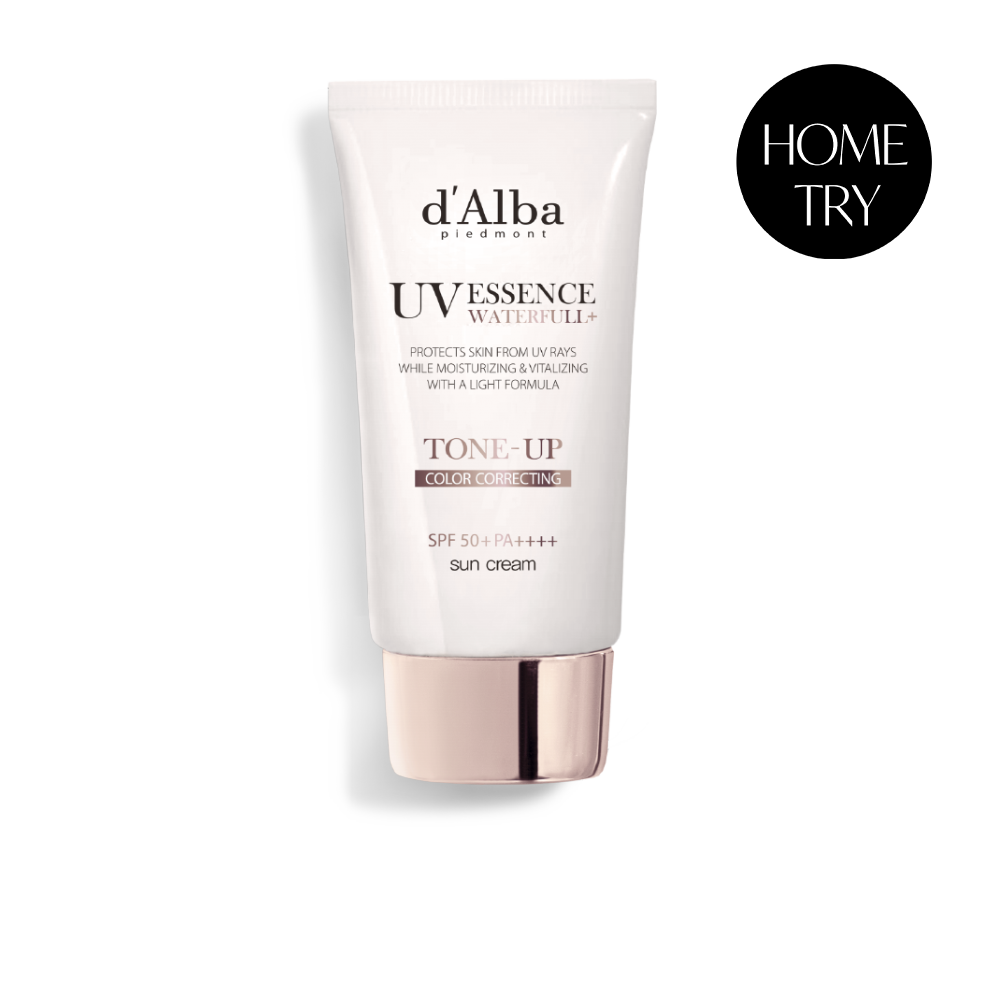 d'Alba
piedmont
UV ESSENCE
WATERFULL+
PROTECTS SKIN FROM UV RAYS
WHILE MOISTURIZING & VITALIZING
WITH A LIGHT FORMULA
TONE-UP
COLOR CORRECTING
SPF 50+ PA++++
sun cream
HOME
TRY